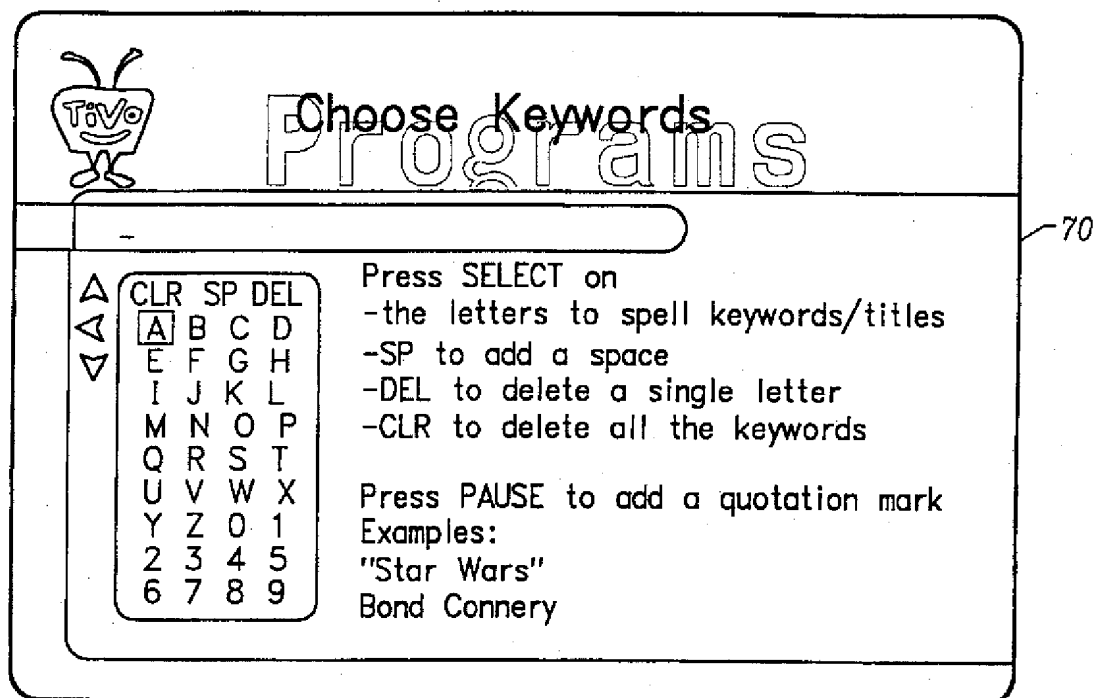 TiVo
Choose Keywords
Programs
_
70
CLR SP DEL
A B C D
E F G H
I J K L
M N O P
Q R S T
U V W X
Y Z 0 1
2 3 4 5
6 7 8 9
Press SELECT on
-the letters to spell keywords/titles
-SP to add a space
-DEL to delete a single letter
-CLR to delete all the keywords
Press PAUSE to add a quotation mark
Examples:
"Star Wars"
Bond Connery